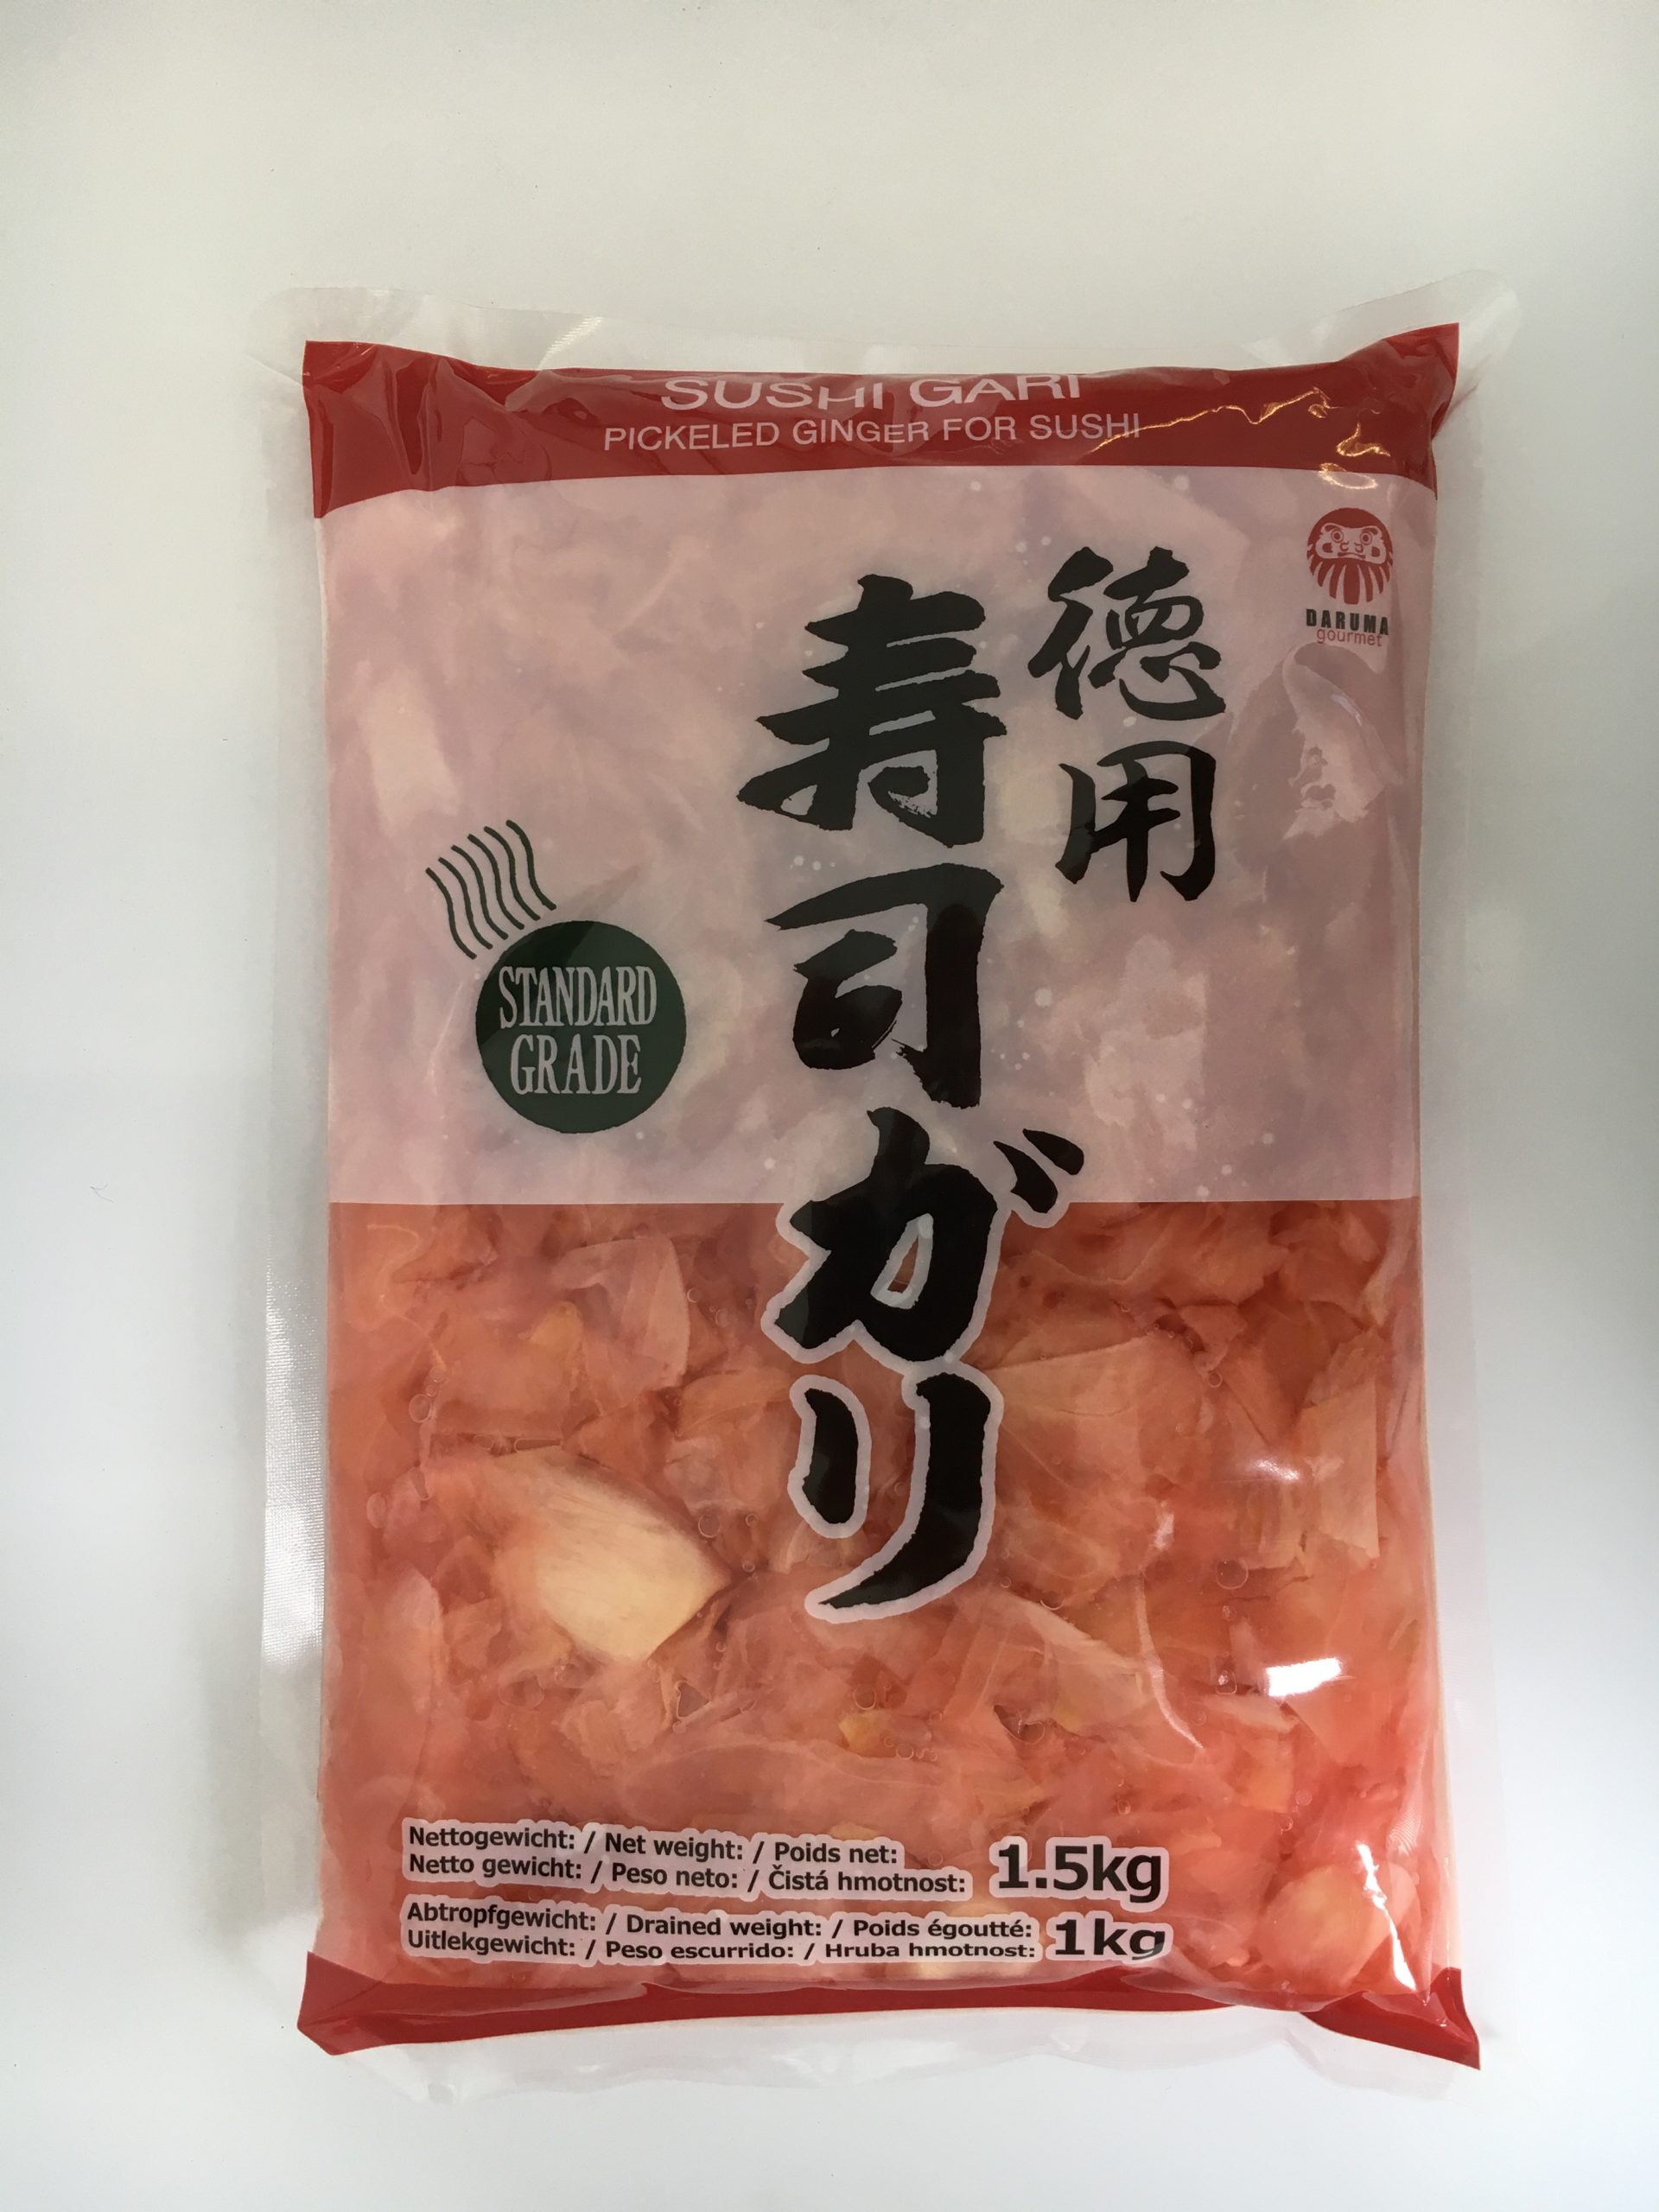 SUSHI GARI
PICKELED GINGER FOR SUSHI
DARUMA
gourmet
徳用
寿司ガリ
STANDARD
GRADE
Nettogewicht: / Net weight: / Poids net:
Netto gewicht: / Peso neto: / Čistá hmotnost: 1.5kg
Abtropfgewicht: / Drained weight: / Poids égoutté:
Uitlekgewicht: / Peso escurrido: / Hruba hmotnost: 1kg